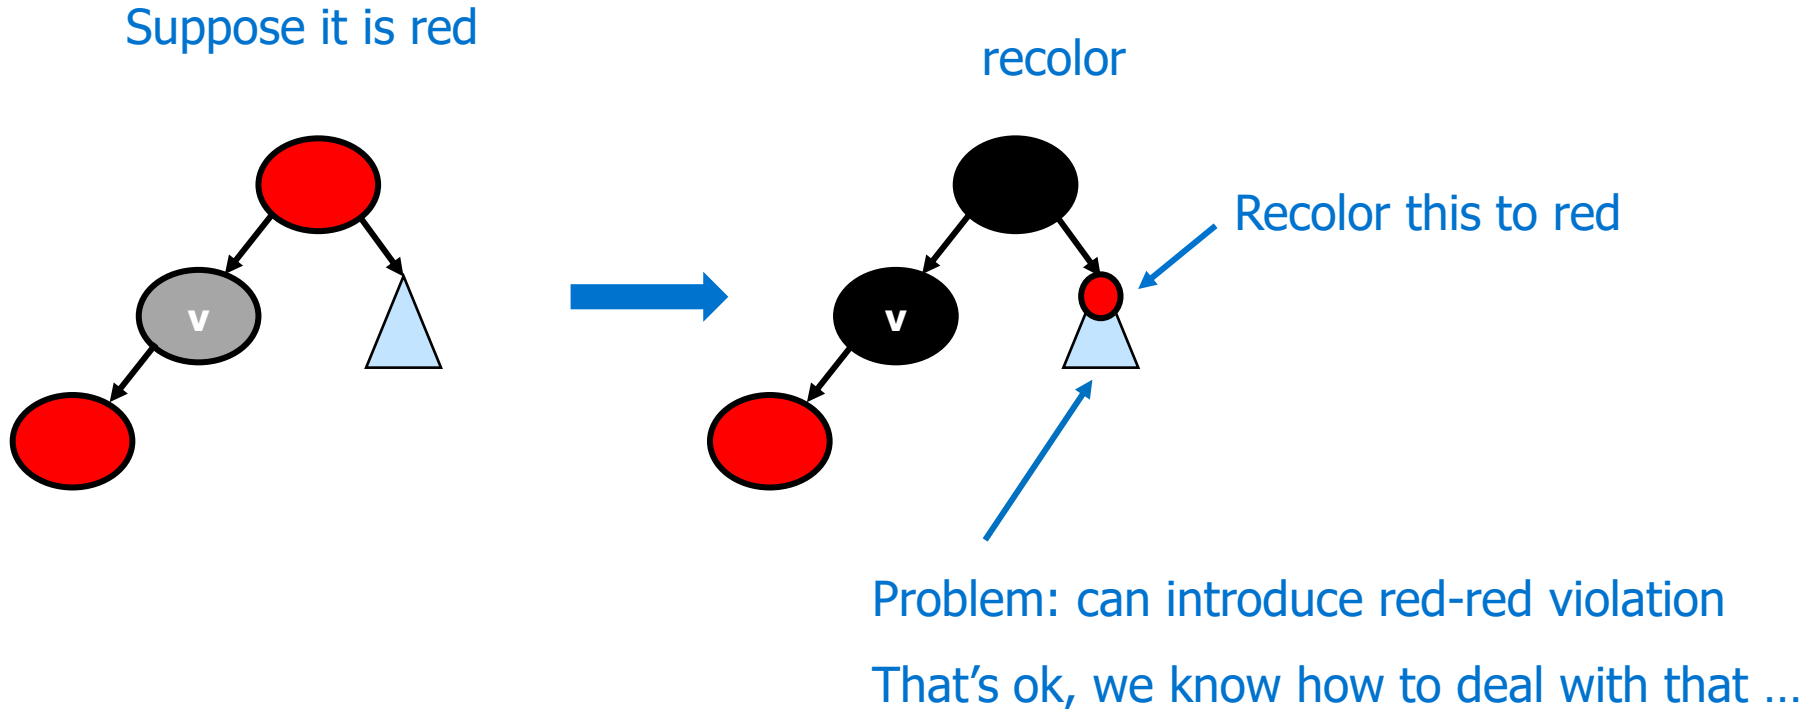 Suppose it is red
recolor
Recolor this to red
v
v
Problem: can introduce red-red violation
That’s ok, we know how to deal with that …